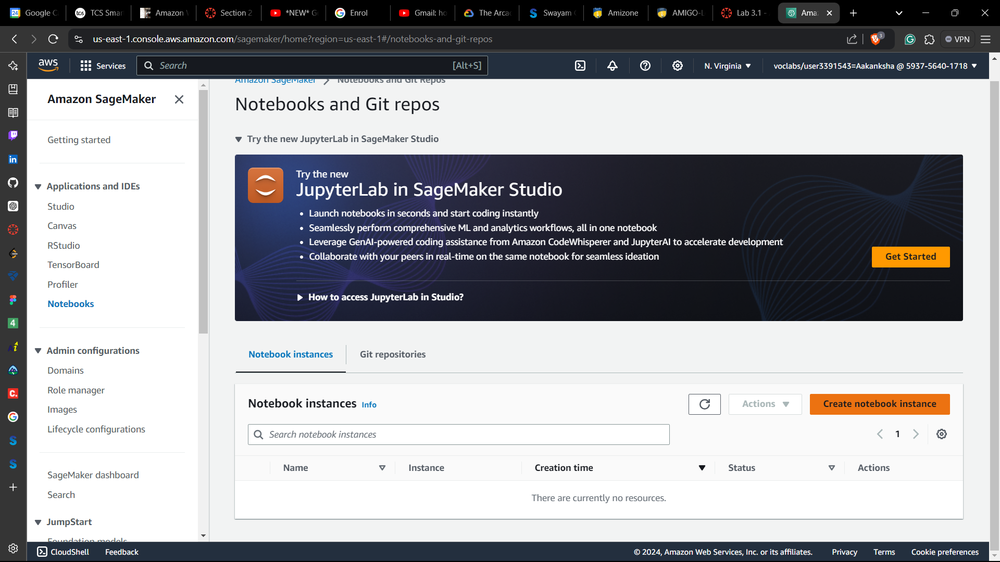 Google C
TCS Smar
Amazon
Section 2
*NEW* G
Enrol
Gmail: ho
The Arca
Swayam
Amizone
AMIGO-L
Lab 3.1 -
Ama
us-east-1.console.aws.amazon.com/sagemaker/home?region=us-east-1#/notebooks-and-git-repos
3
VPN
aws
Services
Search
[Alt+S]
N. Virginia
voclabs/user3391543=Aakanksha @ 5937-5640-1718
Amazon SageMaker
Getting started
Applications and IDEs
Studio
Canvas
RStudio
TensorBoard
Profiler
Notebooks
Admin configurations
Domains
Role manager
Images
Lifecycle configurations
SageMaker dashboard
Search
JumpStart
Foundation models
Amazon SageMaker
Notebooks and Git Repos
Notebooks and Git repos
Try the new JupyterLab in SageMaker Studio
Try the new
JupyterLab in SageMaker Studio
• Launch notebooks in seconds and start coding instantly
• Seamlessly perform comprehensive ML and analytics workflows, all in one notebook
• Leverage GenAI-powered coding assistance from Amazon CodeWhisperer and JupyterAI to accelerate development
• Collaborate with your peers in real-time on the same notebook for seamless ideation
Get Started
How to access JupyterLab in Studio?
Notebook instances
Git repositories
Notebook instances Info
Actions
Create notebook instance
Search notebook instances
1
Name
Instance
Creation time
Status
Actions
There are currently no resources.
CloudShell
Feedback
© 2024, Amazon Web Services, Inc. or its affiliates.
Privacy
Terms
Cookie preferences